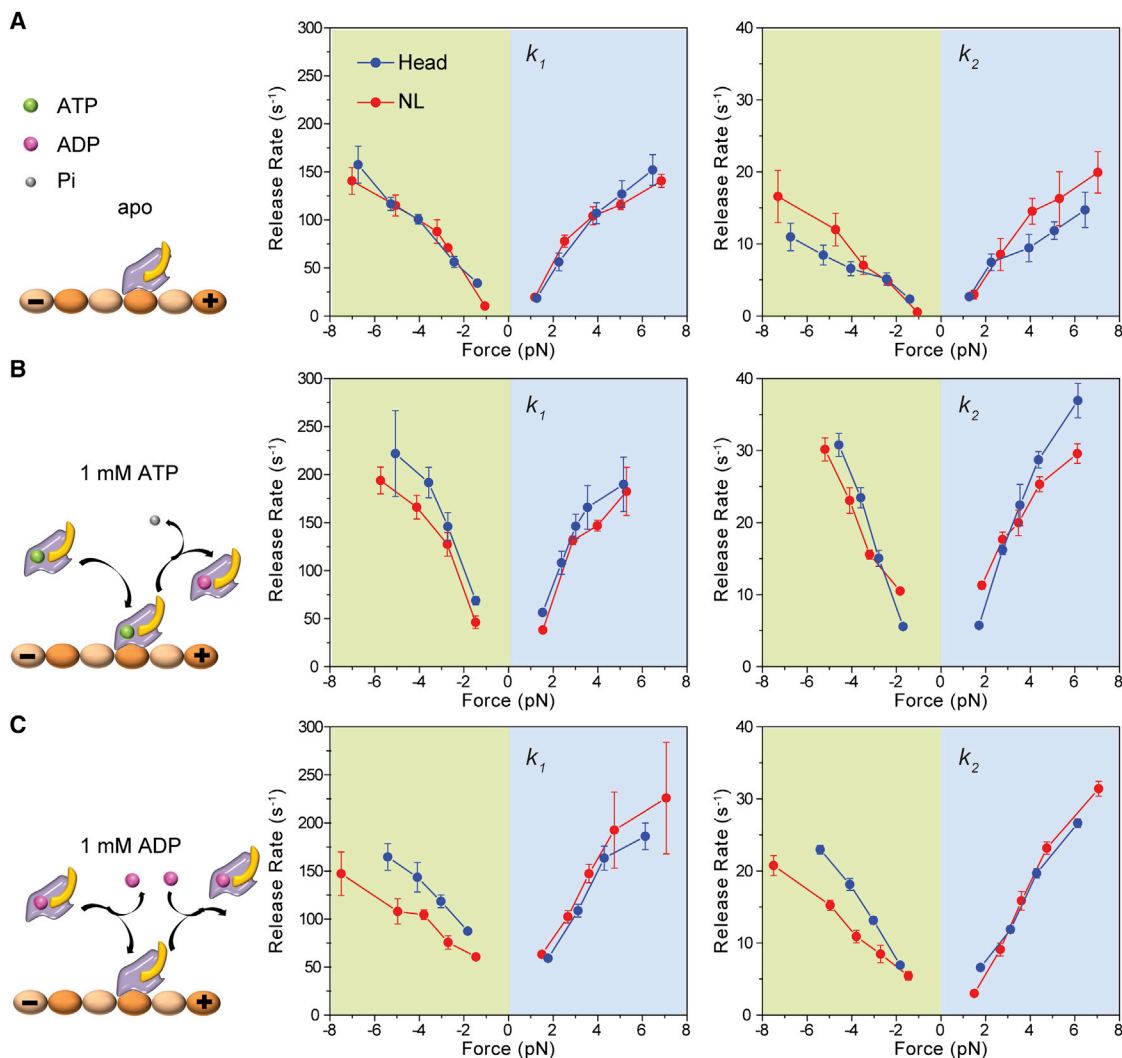 A
ATP
ADP
Pi
apo
− +
Release Rate (s⁻¹)
300
250
200
150
100
50
0
k₁
Head
NL
-8 -6 -4 -2 0 2 4 6 8
Force (pN)
Release Rate (s⁻¹)
40
30
20
10
0
k₂
-8 -6 -4 -2 0 2 4 6 8
Force (pN)
B
1 mM ATP
− +
Release Rate (s⁻¹)
300
250
200
150
100
50
0
k₁
-8 -6 -4 -2 0 2 4 6 8
Force (pN)
Release Rate (s⁻¹)
40
30
20
10
0
k₂
-8 -6 -4 -2 0 2 4 6 8
Force (pN)
C
1 mM ADP
− +
Release Rate (s⁻¹)
300
250
200
150
100
50
0
k₁
-8 -6 -4 -2 0 2 4 6 8
Force (pN)
Release Rate (s⁻¹)
40
30
20
10
0
k₂
-8 -6 -4 -2 0 2 4 6 8
Force (pN)